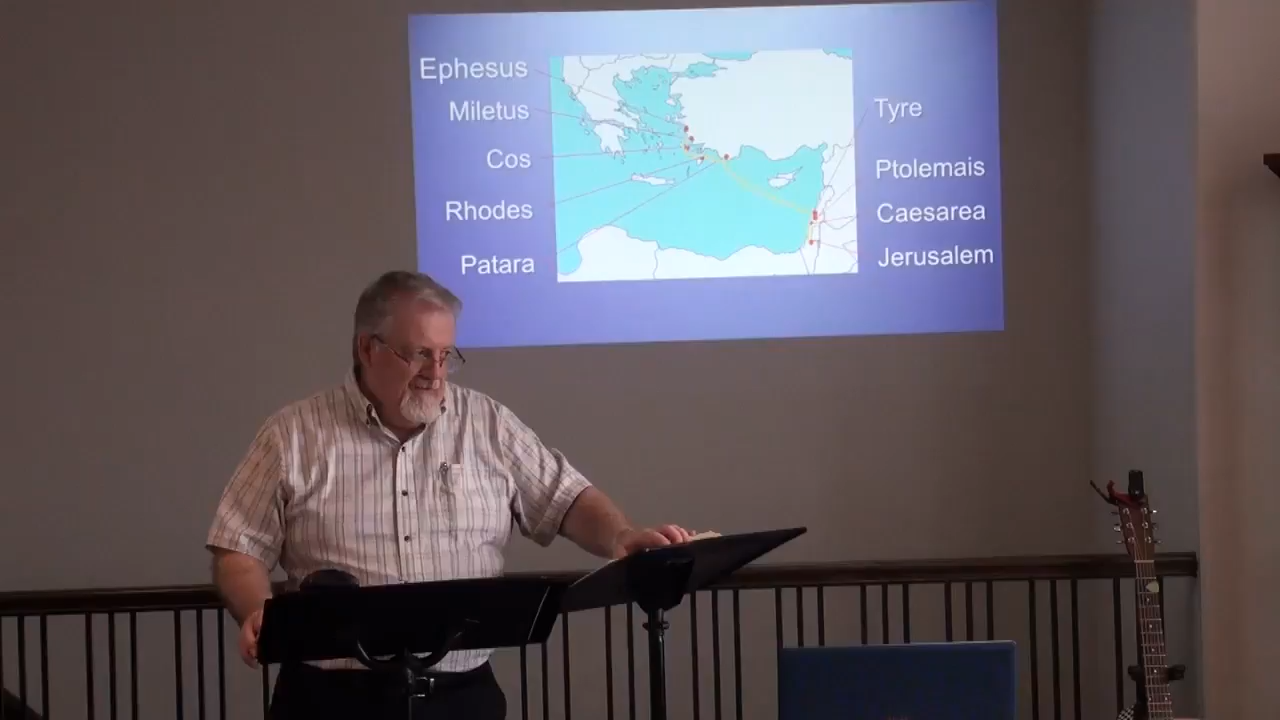 Ephesus
Miletus
Cos
Rhodes
Patara
Tyre
Ptolemais
Caesarea
Jerusalem